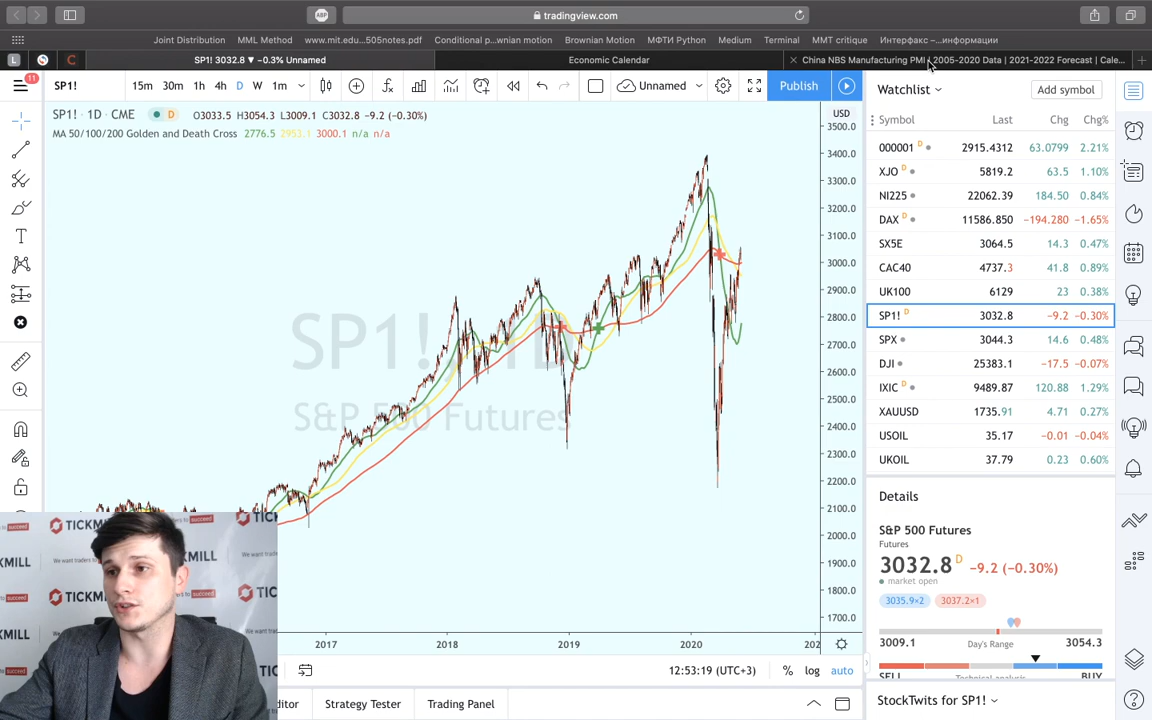 tradingview.com
Joint Distribution MML Method www.mit.edu...505notes.pdf Conditional p...wnian motion Brownian Motion МФТИ Python Medium Terminal MMT critique Интерфакс –...информации
L C SP1! 3032.8 ▼ −0.3% Unnamed Economic Calendar × China NBS Manufacturing PMI | 2005-2020 Data | 2021-2022 Forecast | Cale... +
11 SP1! 15m 30m 1h 4h D W 1m Unnamed Publish
Watchlist Add symbol
SP1! · 1D · CME D O3033.5 H3054.3 L3009.1 C3032.8 −9.2 (−0.30%)
MA 50/100/200 Golden and Death Cross 2776.5 2953.1 3000.1 n/a n/a
USD
3500.0
3400.0
3300.0
3200.0
3100.0
3000.0
2900.0
2800.0
2700.0
2600.0
2500.0
2400.0
2300.0
2200.0
2100.0
2000.0
1900.0
1800.0
1700.0
SP1!, 1D
S&P 500 Futures
2017 2018 2019 2020 202
12:53:19 (UTC+3) % log auto
itor Strategy Tester Trading Panel
Symbol Last Chg Chg%
000001 D 2915.4312 63.0799 2.21%
XJO D 5819.2 63.5 1.10%
NI225 22062.39 184.50 0.84%
DAX D 11586.850 −194.280 −1.65%
SX5E 3064.5 14.3 0.47%
CAC40 4737.3 41.8 0.89%
UK100 6129 23 0.38%
SP1! D 3032.8 −9.2 −0.30%
SPX 3044.3 14.6 0.48%
DJI 25383.1 −17.5 −0.07%
IXIC D 9489.87 120.88 1.29%
XAUUSD 1735.91 4.71 0.27%
USOIL 35.17 −0.01 −0.04%
UKOIL 37.79 0.23 0.60%
Details
S&P 500 Futures
Futures
3032.8 D −9.2 (−0.30%)
market open
3035.9×2 3037.2×1
3009.1 Day's Range 3054.3
SELL Technical analysis BUY
StockTwits for SP1!
TICKMILL
We want traders to succeed